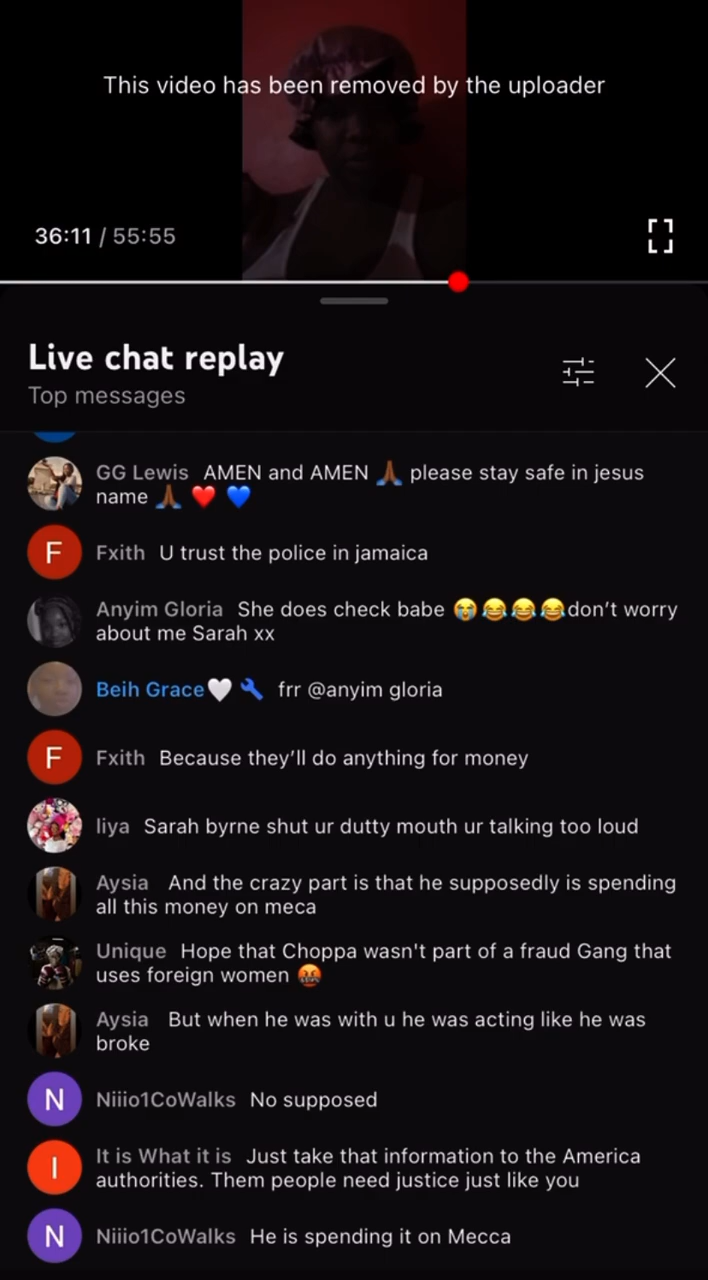 This video has been removed by the uploader
36:11 / 55:55
Live chat replay
Top messages
GG Lewis AMEN and AMEN 🙏🏾 please stay safe in jesus
name 🙏🏾 ❤️ 💙
F Fxith U trust the police in jamaica
Anyim Gloria She does check babe 😭😂😂😂don't worry
about me Sarah xx
Beih Grace🤍 🔧 frr @anyim gloria
F Fxith Because they'll do anything for money
liya Sarah byrne shut ur dutty mouth ur talking too loud
Aysia And the crazy part is that he supposedly is spending
all this money on meca
Unique Hope that Choppa wasn't part of a fraud Gang that
uses foreign women 🤬
Aysia But when he was with u he was acting like he was
broke
N Niiio1CoWalks No supposed
I It is What it is Just take that information to the America
authorities. Them people need justice just like you
N Niiio1CoWalks He is spending it on Mecca